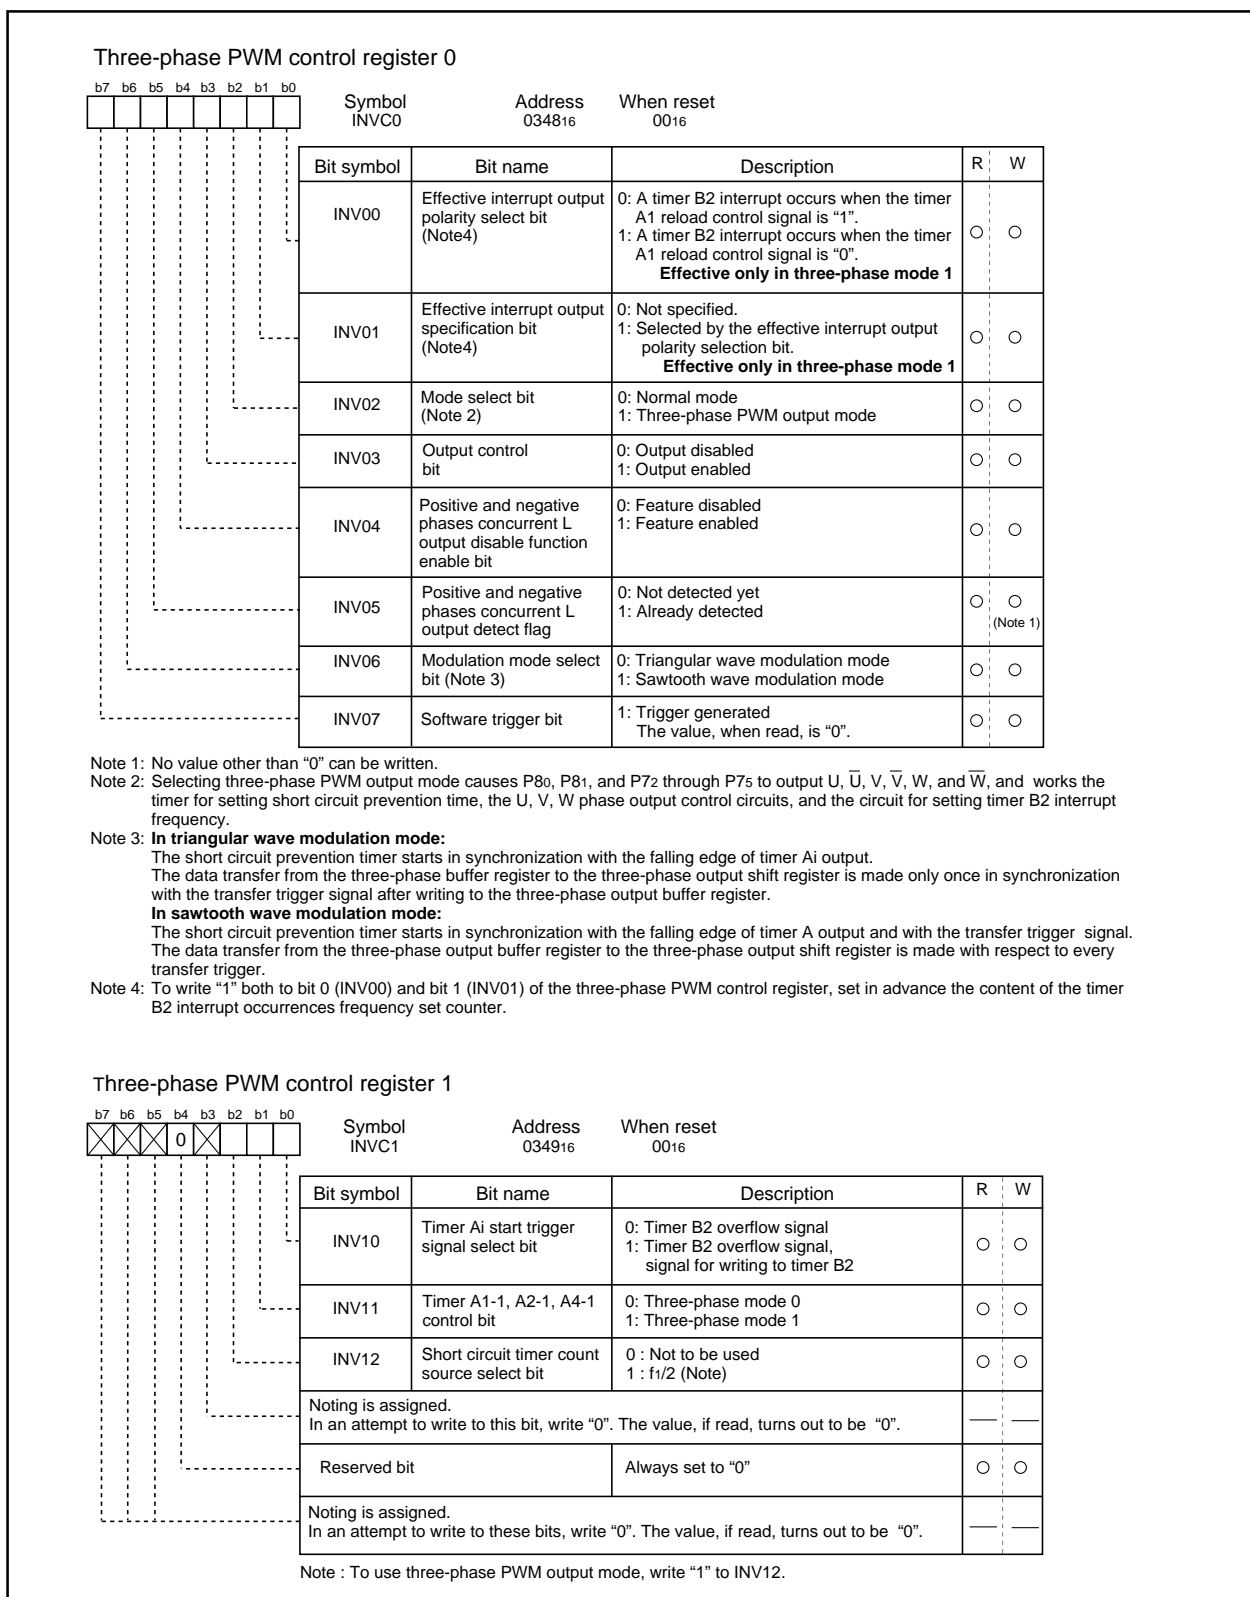 Three-phase PWM control register 0
b7 b6 b5 b4 b3 b2 b1 b0
Symbol Address When reset
INVC0 034816 0016
Bit symbol Bit name Description R W
INV00
Effective interrupt output
polarity select bit
(Note4)
0: A timer B2 interrupt occurs when the timer
A1 reload control signal is “1”.
1: A timer B2 interrupt occurs when the timer
A1 reload control signal is “0”.
Effective only in three-phase mode 1
INV01
Effective interrupt output
specification bit
(Note4)
0: Not specified.
1: Selected by the effective interrupt output
polarity selection bit.
Effective only in three-phase mode 1
INV02
Mode select bit
(Note 2)
0: Normal mode
1: Three-phase PWM output mode
INV03
Output control
bit
0: Output disabled
1: Output enabled
INV04
Positive and negative
phases concurrent L
output disable function
enable bit
0: Feature disabled
1: Feature enabled
INV05
Positive and negative
phases concurrent L
output detect flag
0: Not detected yet
1: Already detected
(Note 1)
INV06
Modulation mode select
bit (Note 3)
0: Triangular wave modulation mode
1: Sawtooth wave modulation mode
INV07
Software trigger bit
1: Trigger generated
The value, when read, is “0”.
Note 1: No value other than “0” can be written.
Note 2: Selecting three-phase PWM output mode causes P80, P81, and P72 through P75 to output U, U̅, V, V̅, W, and W̅, and works the
timer for setting short circuit prevention time, the U, V, W phase output control circuits, and the circuit for setting timer B2 interrupt
frequency.
Note 3: In triangular wave modulation mode:
The short circuit prevention timer starts in synchronization with the falling edge of timer Ai output.
The data transfer from the three-phase buffer register to the three-phase output shift register is made only once in synchronization
with the transfer trigger signal after writing to the three-phase output buffer register.
In sawtooth wave modulation mode:
The short circuit prevention timer starts in synchronization with the falling edge of timer A output and with the transfer trigger signal.
The data transfer from the three-phase output buffer register to the three-phase output shift register is made with respect to every
transfer trigger.
Note 4: To write “1” both to bit 0 (INV00) and bit 1 (INV01) of the three-phase PWM control register, set in advance the content of the timer
B2 interrupt occurrences frequency set counter.
Three-phase PWM control register 1
b7 b6 b5 b4 b3 b2 b1 b0
0
Symbol Address When reset
INVC1 034916 0016
Bit symbol Bit name Description R W
INV10
Timer Ai start trigger
signal select bit
0: Timer B2 overflow signal
1: Timer B2 overflow signal,
signal for writing to timer B2
INV11
Timer A1-1, A2-1, A4-1
control bit
0: Three-phase mode 0
1: Three-phase mode 1
INV12
Short circuit timer count
source select bit
0 : Not to be used
1 : f1/2 (Note)
Noting is assigned.
In an attempt to write to this bit, write “0”. The value, if read, turns out to be “0”.
Reserved bit Always set to “0”
Noting is assigned.
In an attempt to write to these bits, write “0”. The value, if read, turns out to be “0”.
Note : To use three-phase PWM output mode, write “1” to INV12.